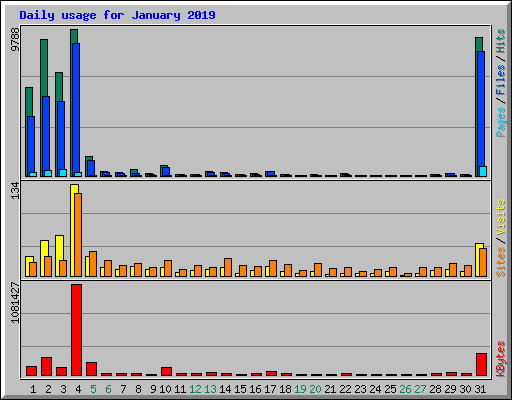 Daily usage for January 2019
9788
Pages / Files / Hits
134
Sites / Visits
1081427
KBytes
1 2 3 4 5 6 7 8 9 10 11 12 13 14 15 16 17 18 19 20 21 22 23 24 25 26 27 28 29 30 31